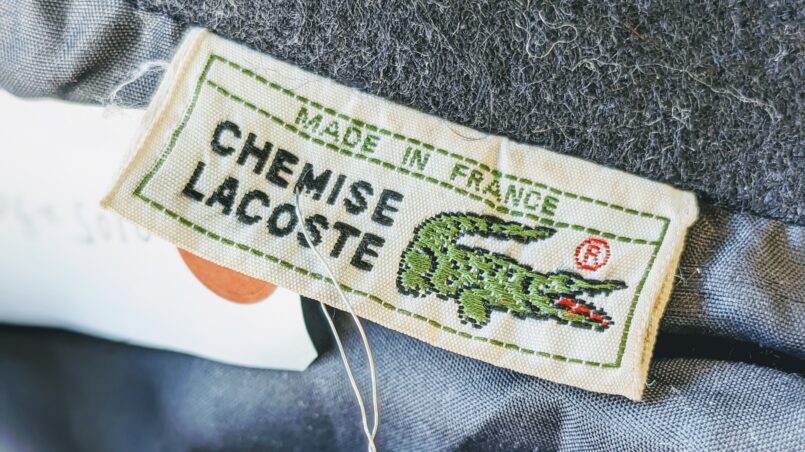 MADE IN FRANCE
CHEMISE
LACOSTE
®